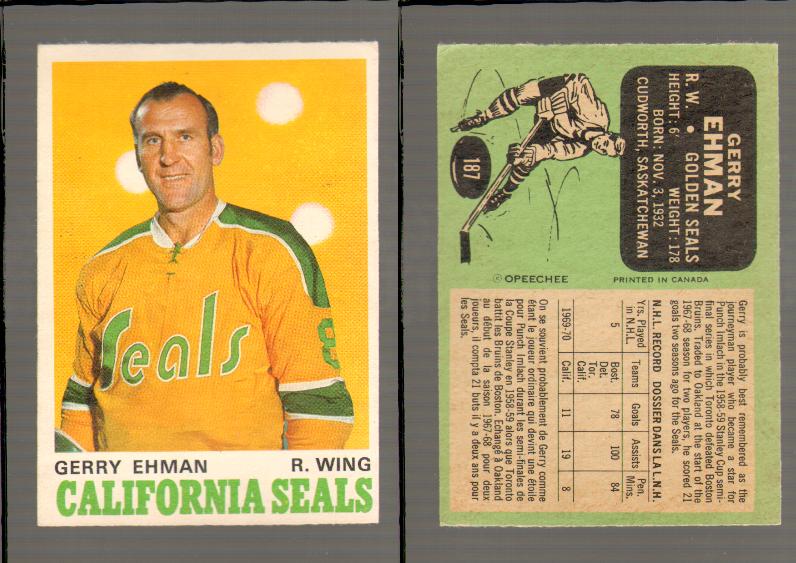 Seals
8
GERRY EHMAN R. WING
CALIFORNIA SEALS
GERRY
EHMAN
R. W. • GOLDEN SEALS
HEIGHT: 6' WEIGHT: 178
BORN: NOV. 3, 1932
CUDWORTH, SASKATCHEWAN
187
© OPEECHEE PRINTED IN CANADA
Gerry is probably best remembered as the
journeyman player who became a star for
Punch Imlach in the 1958-59 Stanley Cup semi-
final series in which Toronto defeated Boston
Bruins. Traded to Oakland at the start of the
1967-68 season for two players, he scored 21
goals two seasons ago for the Seals.
N.H.L. RECORD DOSSIER DANS LA L.N.H.
Yrs. Played Teams Goals Assists Pen.
in N.H.L. Mins.
5 Bost. 78 100 84
Det.
Tor.
1969-70 Calif. 11 19 8
On se souvient probablement de Gerry comme
étant le joueur ordinaire qui devint une étoile
pour Punch Imlach durant les semi-finales de
la Coupe Stanley en 1958-59 alors que Toronto
battit les Bruins de Boston. Echangé à Oakland
au début de la saison 1967-68 pour deux
joueurs, il compta 21 buts il y a deux ans pour
les Seals.